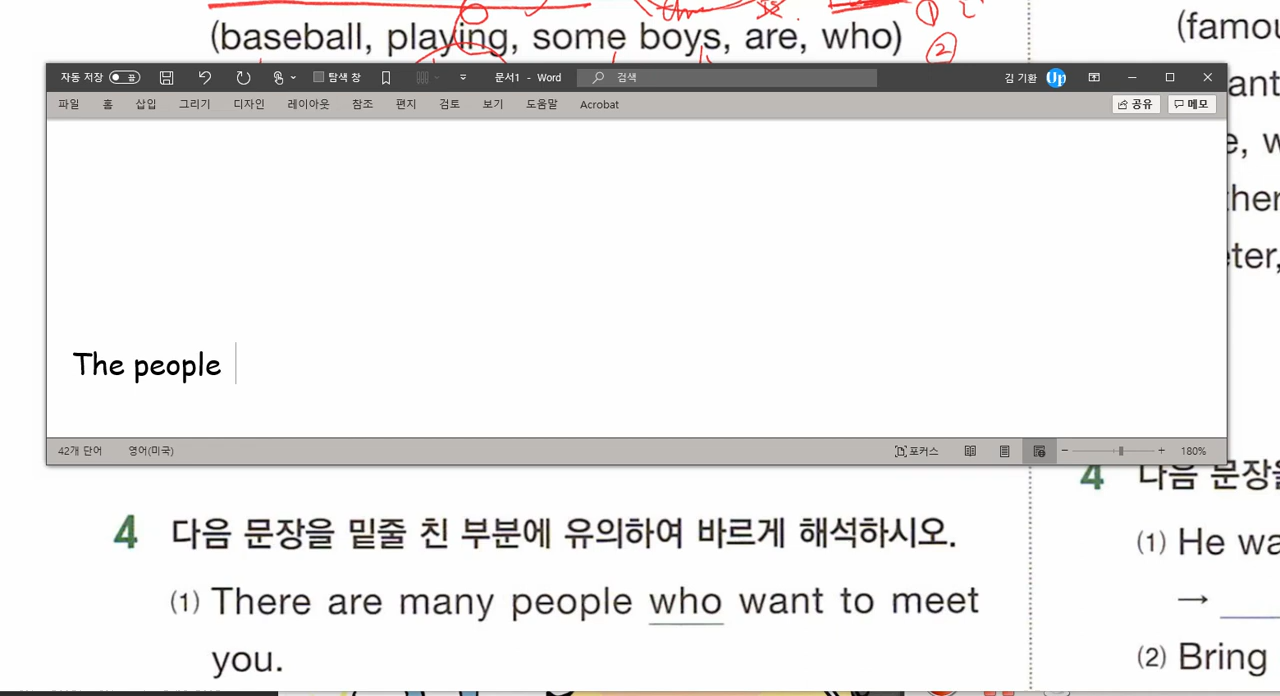 ① 
(baseball, playing, some boys, are, who)
②
(famou
자동 저장 문서1 - Word 검색 김 기환 Up
탐색 창
파일 홈 삽입 그리기 디자인 레이아웃 참조 편지 검토 보기 도움말 Acrobat 공유 메모
ant
e, w
ther
eter,
The people
42개 단어 영어(미국) 포커스 180%
4 다음 문장을 밑줄 친 부분에 유의하여 바르게 해석하시오.
(1) There are many people who want to meet
you.
4 다음 문장을
(1) He wa
→
(2) Bring